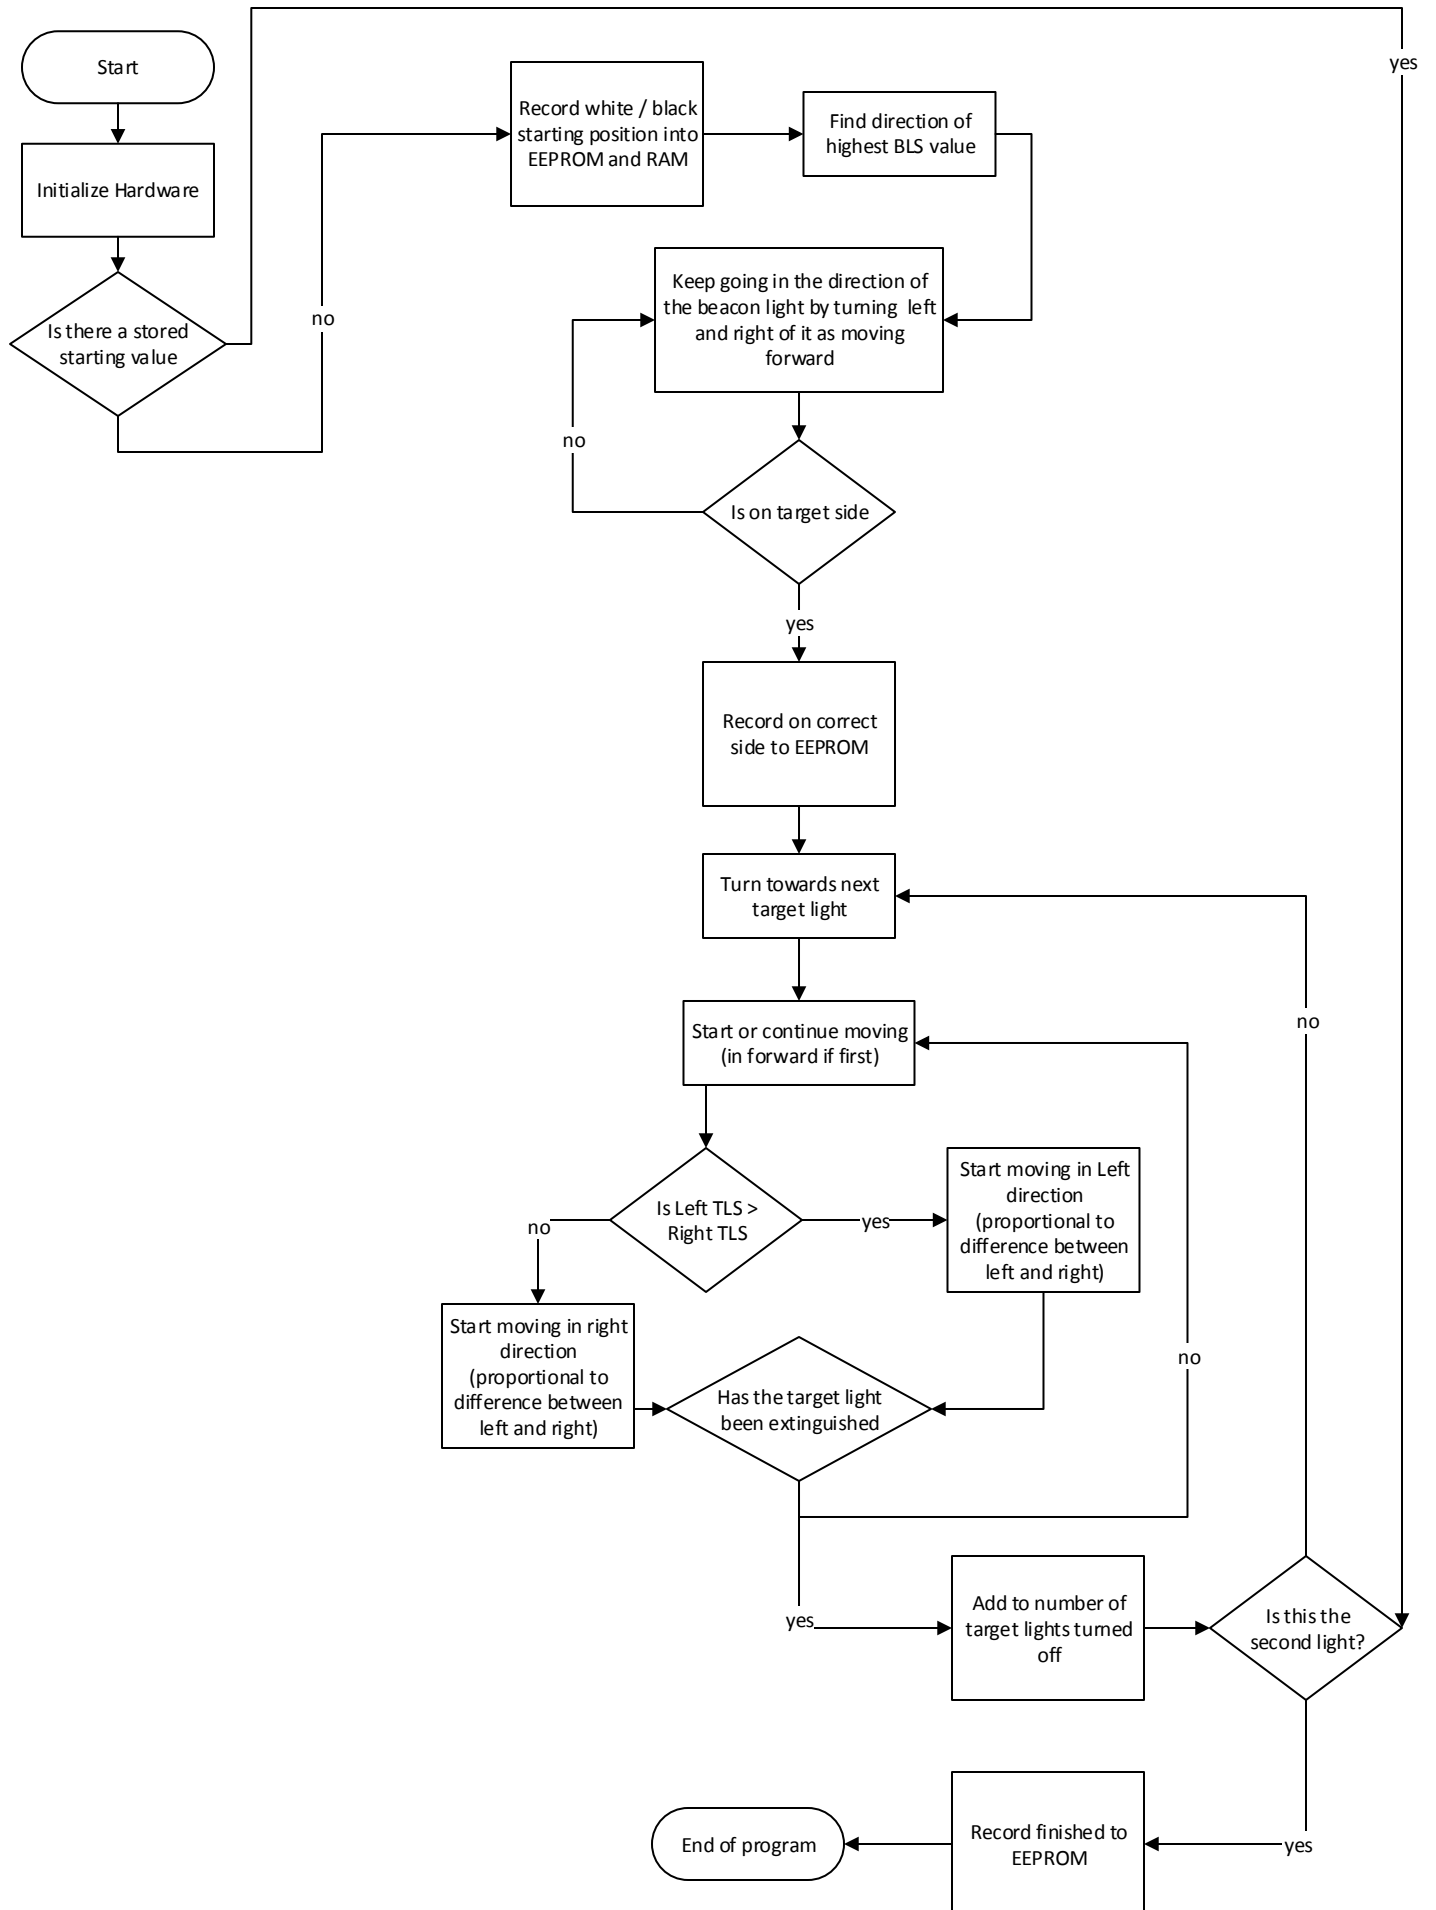 Start
yes
Initialize Hardware
Is there a stored
starting value
no
Record white / black
starting position into
EEPROM and RAM
Find direction of
highest BLS value
Keep going in the direction of
the beacon light by turning  left
and right of it as moving
forward
no
Is on target side
yes
Record on correct
side to EEPROM
Turn towards next
target light
no
Start or continue moving
(in forward if first)
Is Left TLS >
Right TLS
no
yes
Start moving in Left
direction
(proportional to
difference between
left and right)
Start moving in right
direction
(proportional to
difference between
left and right)
Has the target light
been extinguished
no
yes
Add to number of
target lights turned
off
Is this the
second light?
yes
Record finished to
EEPROM
End of program